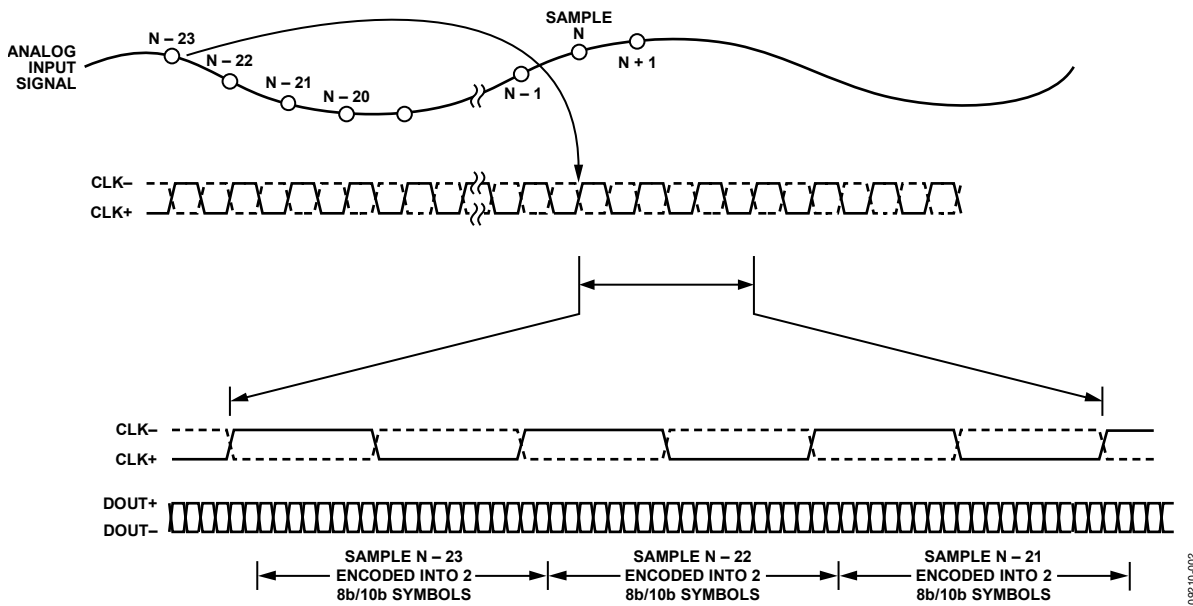 SAMPLE
N
N + 1
N – 1
ANALOG
INPUT
SIGNAL
N – 23
N – 22
N – 21
N – 20
CLK–
CLK+
CLK–
CLK+
DOUT+
DOUT–
SAMPLE N – 23
ENCODED INTO 2
8b/10b SYMBOLS
SAMPLE N – 22
ENCODED INTO 2
8b/10b SYMBOLS
SAMPLE N – 21
ENCODED INTO 2
8b/10b SYMBOLS